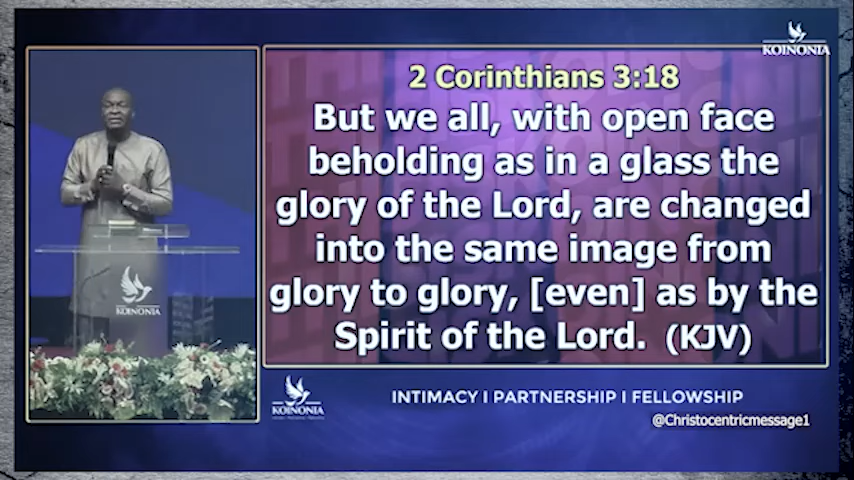 KOINONIA
2 Corinthians 3:18
But we all, with open face
beholding as in a glass the
glory of the Lord, are changed
into the same image from
glory to glory, [even] as by the
Spirit of the Lord. (KJV)
KOINONIA
KOINONIA
INTIMACY I PARTNERSHIP I FELLOWSHIP
@Christocentricmessage1